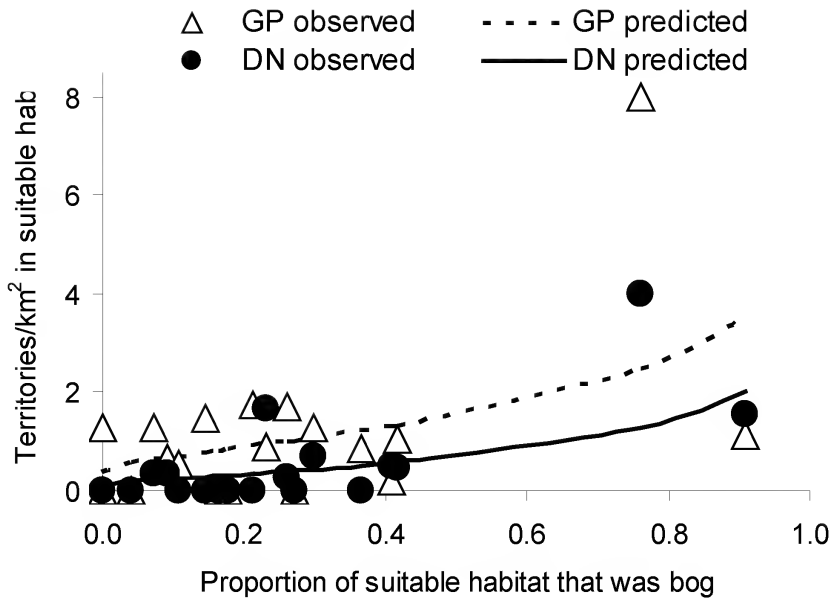 GP observed GP predicted
DN observed DN predicted
Territories/km² in suitable hab
8
6
4
2
0
0.0 0.2 0.4 0.6 0.8 1.0
Proportion of suitable habitat that was bog